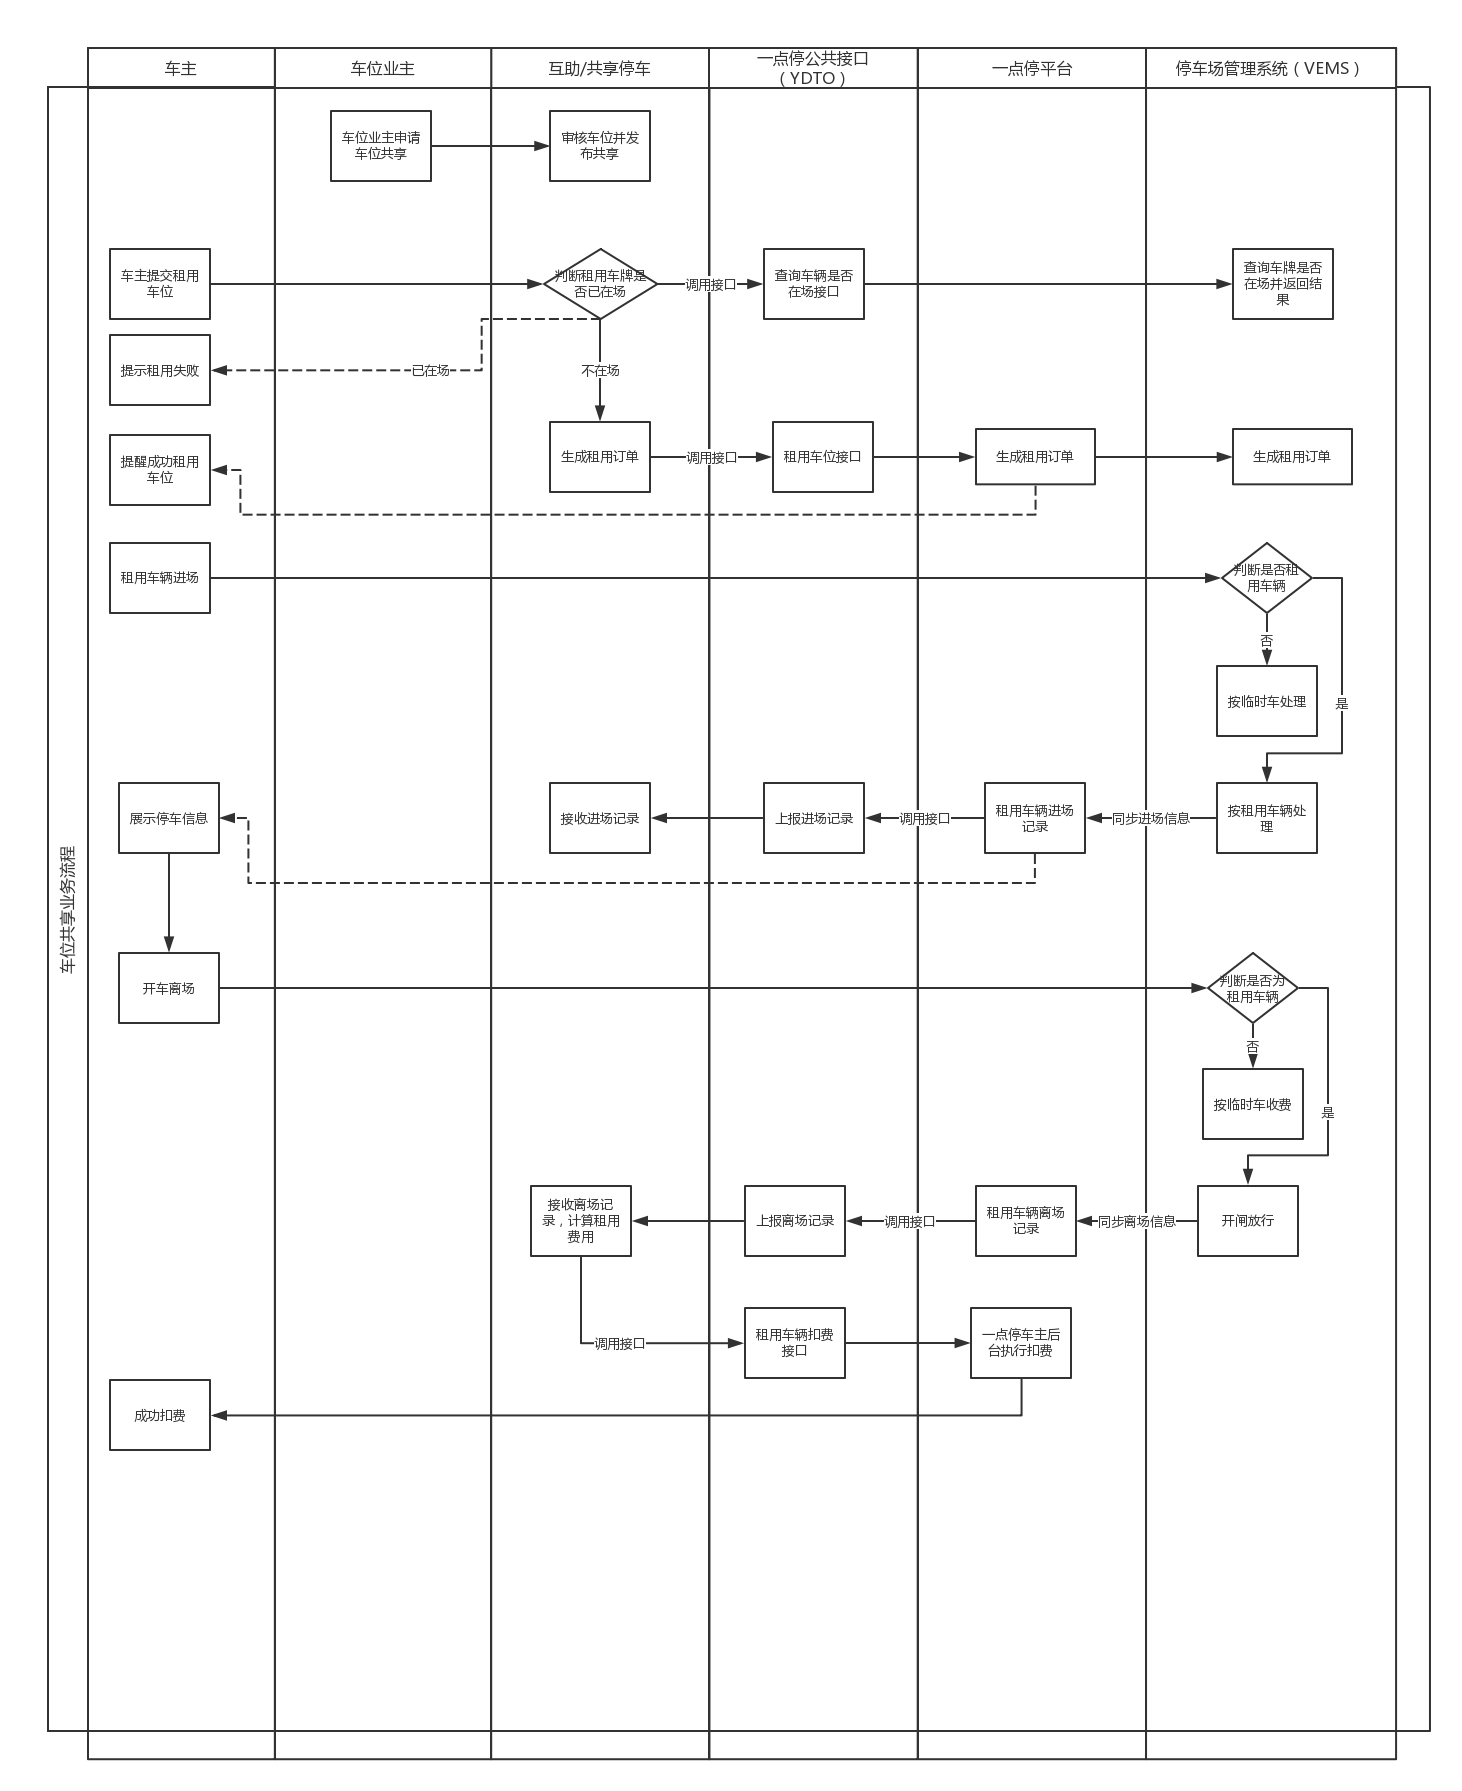 车主
车位业主
互助/共享停车
一点停公共接口
（YDTO）
一点停平台
停车场管理系统（VEMS）
车位共享业务流程
车位业主申请
车位共享
审核车位并发
布共享
车主提交租用
车位
判断租用车牌是
否已在场
调用接口
查询车辆是否
在场接口
查询车牌是否
在场并返回结
果
提示租用失败
已在场
不在场
提醒成功租用
车位
生成租用订单
调用接口
租用车位接口
生成租用订单
生成租用订单
租用车辆进场
判断是否租
用车辆
否
是
按临时车处理
展示停车信息
接收进场记录
上报进场记录
调用接口
租用车辆进场
记录
同步进场信息
按租用车辆处
理
开车离场
判断是否为
租用车辆
否
是
按临时车收费
接收离场记
录，计算租用
费用
上报离场记录
调用接口
租用车辆离场
记录
同步离场信息
开闸放行
调用接口
租用车辆扣费
接口
一点停车主后
台执行扣费
成功扣费